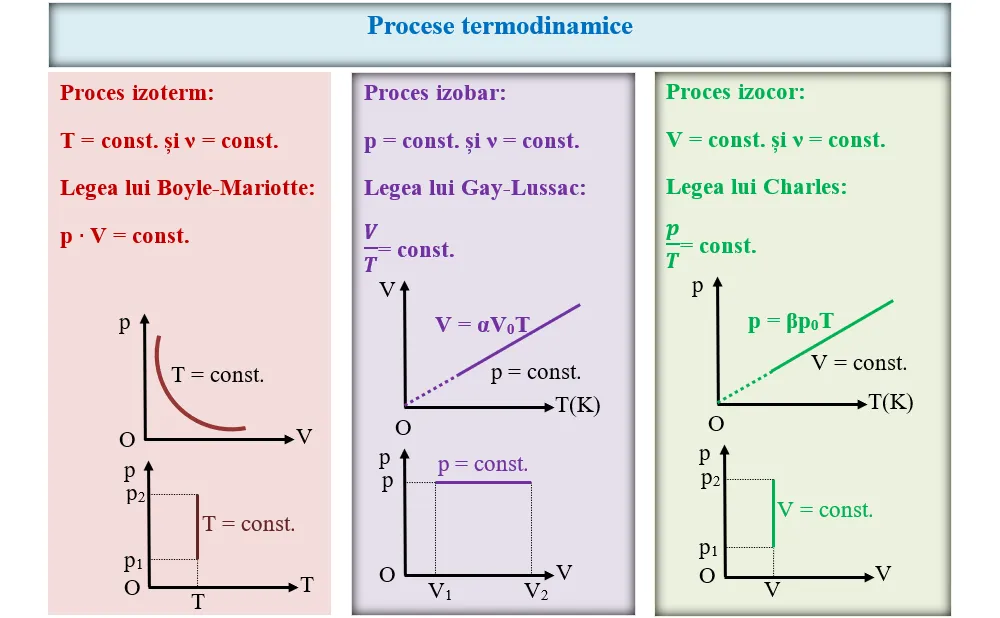 Procese termodinamice
Proces izoterm:
T = const. și ν = const.
Legea lui Boyle-Mariotte:
p · V = const.
p
T = const.
O
V
p
p₂
T = const.
p₁
O
T
T
Proces izobar:
p = const. și ν = const.
Legea lui Gay-Lussac:
V/T = const.
V
V = αV₀T
p = const.
T(K)
O
p
p = const.
p
O
V₁
V₂
V
Proces izocor:
V = const. și ν = const.
Legea lui Charles:
p/T = const.
p
p = βp₀T
V = const.
T(K)
O
p
p₂
V = const.
p₁
O
V
V